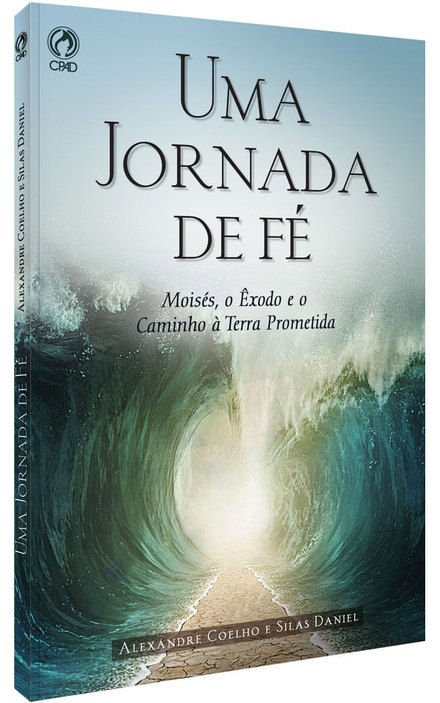 CPAD
UMA
JORNADA
DE FÉ
Moisés, o Êxodo e o
Caminho à Terra Prometida
ALEXANDRE COELHO E SILAS DANIEL
CPAD
ALEXANDRE COELHO E SILAS DANIEL
UMA JORNADA DE FÉ